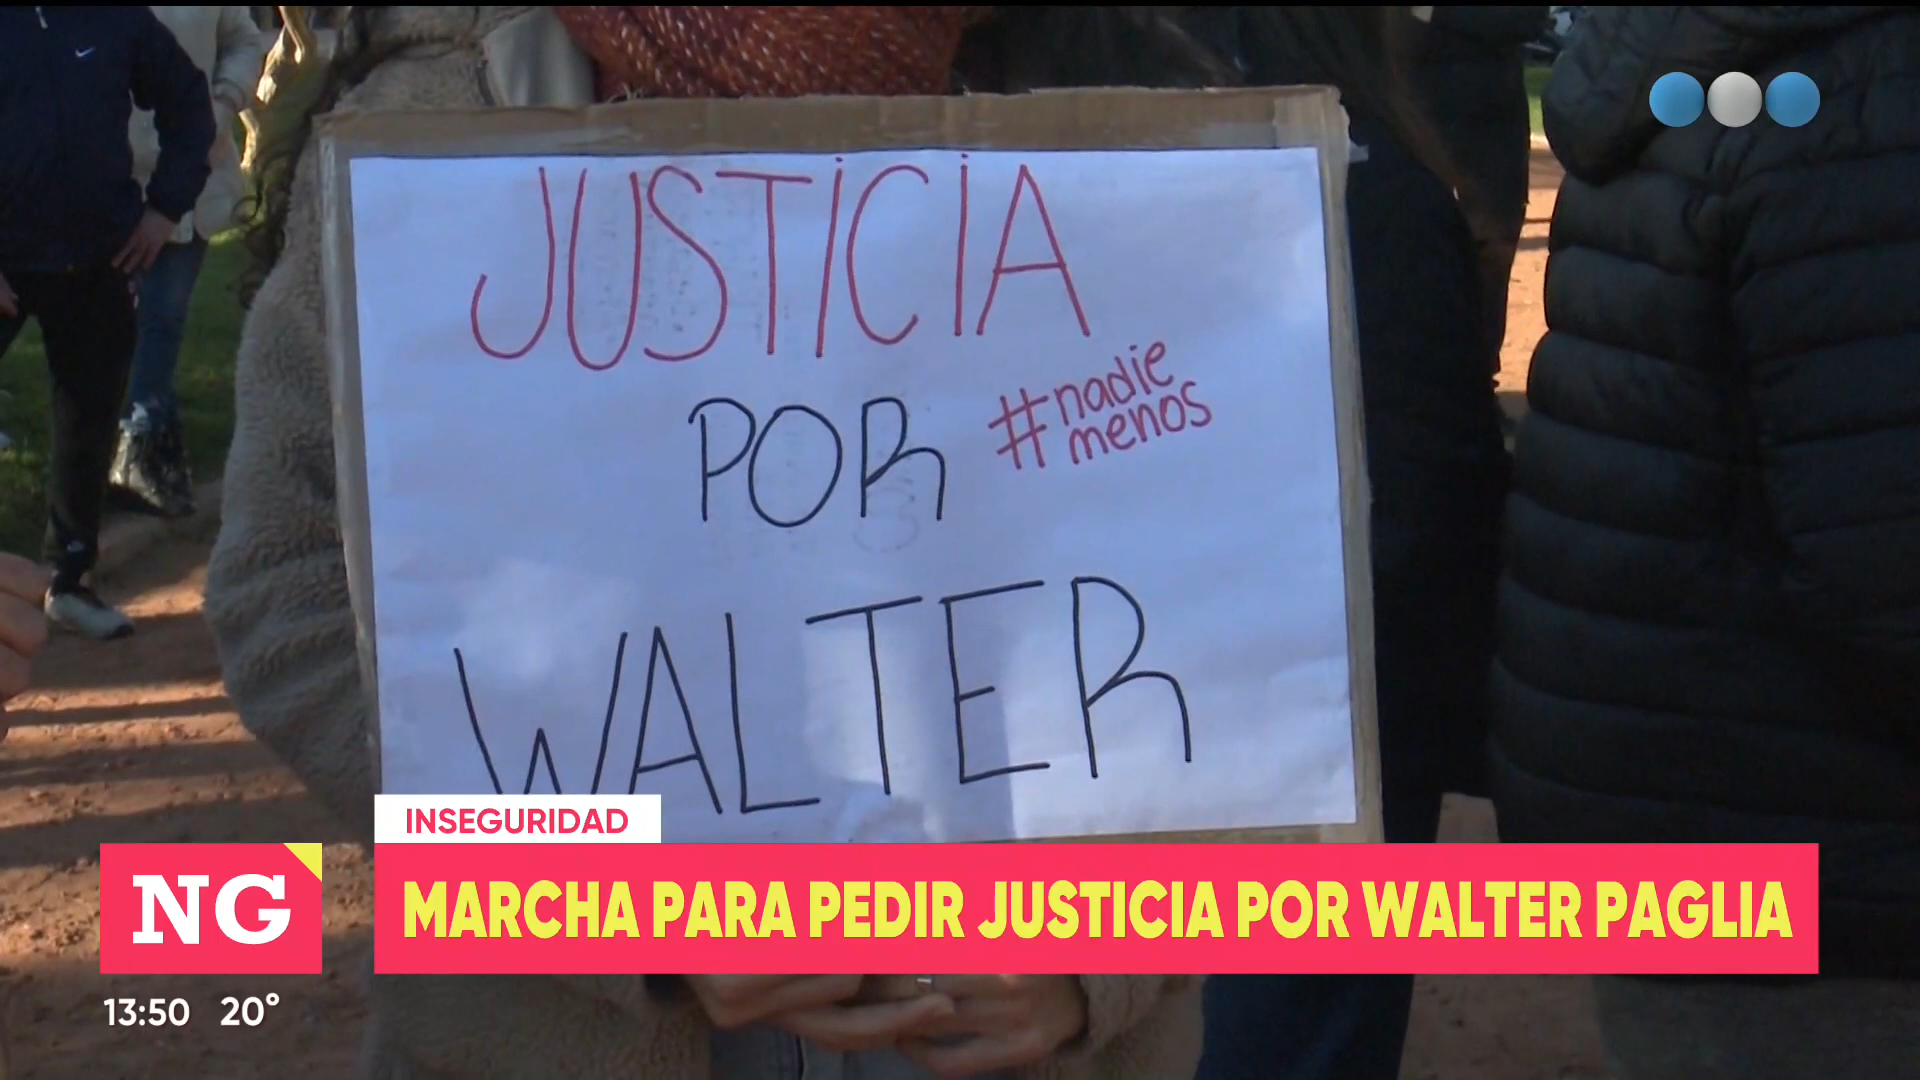 JUSTICIA
POR
#nadie
menos
WALTER
INSEGURIDAD
NG
MARCHA PARA PEDIR JUSTICIA POR WALTER PAGLIA
13:50 20°